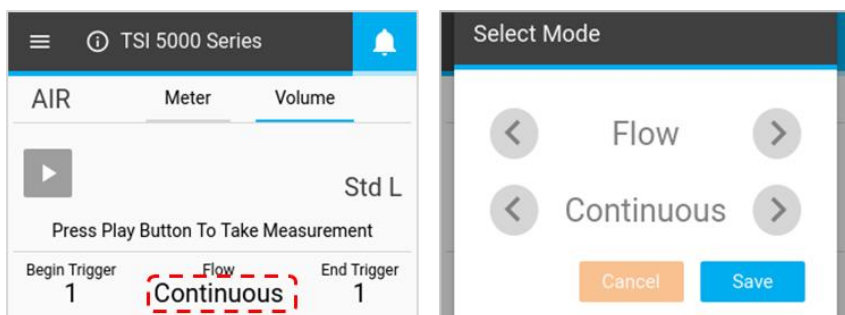 TSI 5000 Series
AIR Meter Volume
Std L
Press Play Button To Take Measurement
Begin Trigger Flow End Trigger
1 Continuous 1
Select Mode
Flow
Continuous
Cancel Save